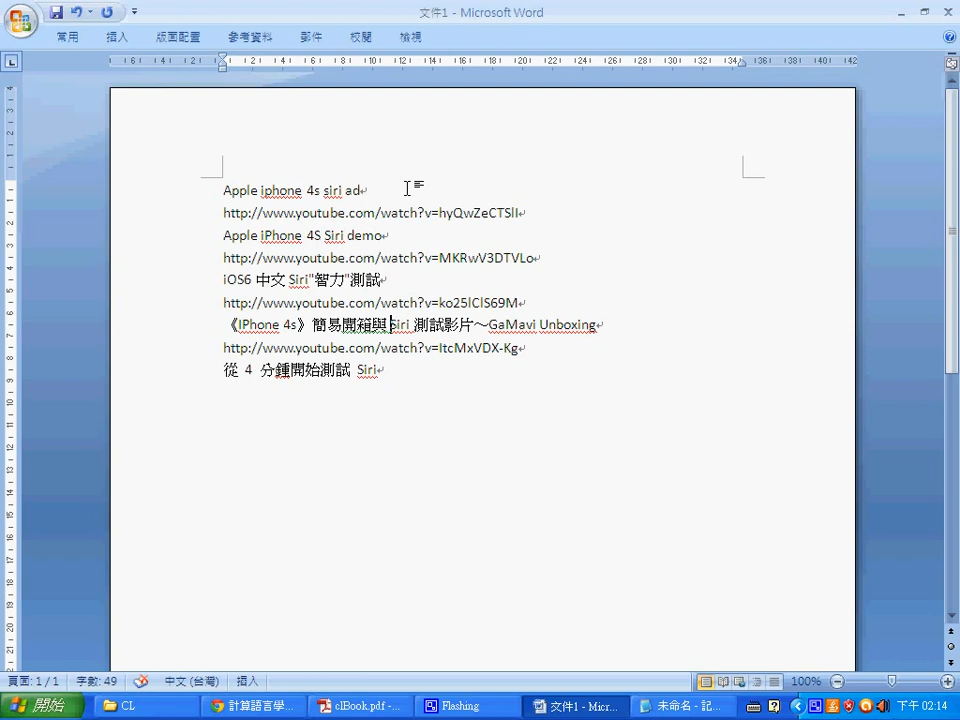 文件1 - Microsoft Word
常用 插入 版面配置 參考資料 郵件 校閱 檢視
Apple iphone 4s siri ad
http://www.youtube.com/watch?v=hyQwZeCTSlI
Apple iPhone 4S Siri demo
http://www.youtube.com/watch?v=MKRwV3DTVLo
iOS6 中文 Siri"智力"測試
http://www.youtube.com/watch?v=ko25lClS69M
《IPhone 4s》簡易開箱與 Siri 測試影片～GaMavi Unboxing
http://www.youtube.com/watch?v=ItcMxVDX-Kg
從 4 分鍾開始測試 Siri
頁面: 1 / 1 字數: 49 中文 (台灣) 插入 100%
開始 CL 計算語言學... clBook.pdf -... Flashing 文件1 - Micr... 未命名 - 記... 下午 02:14